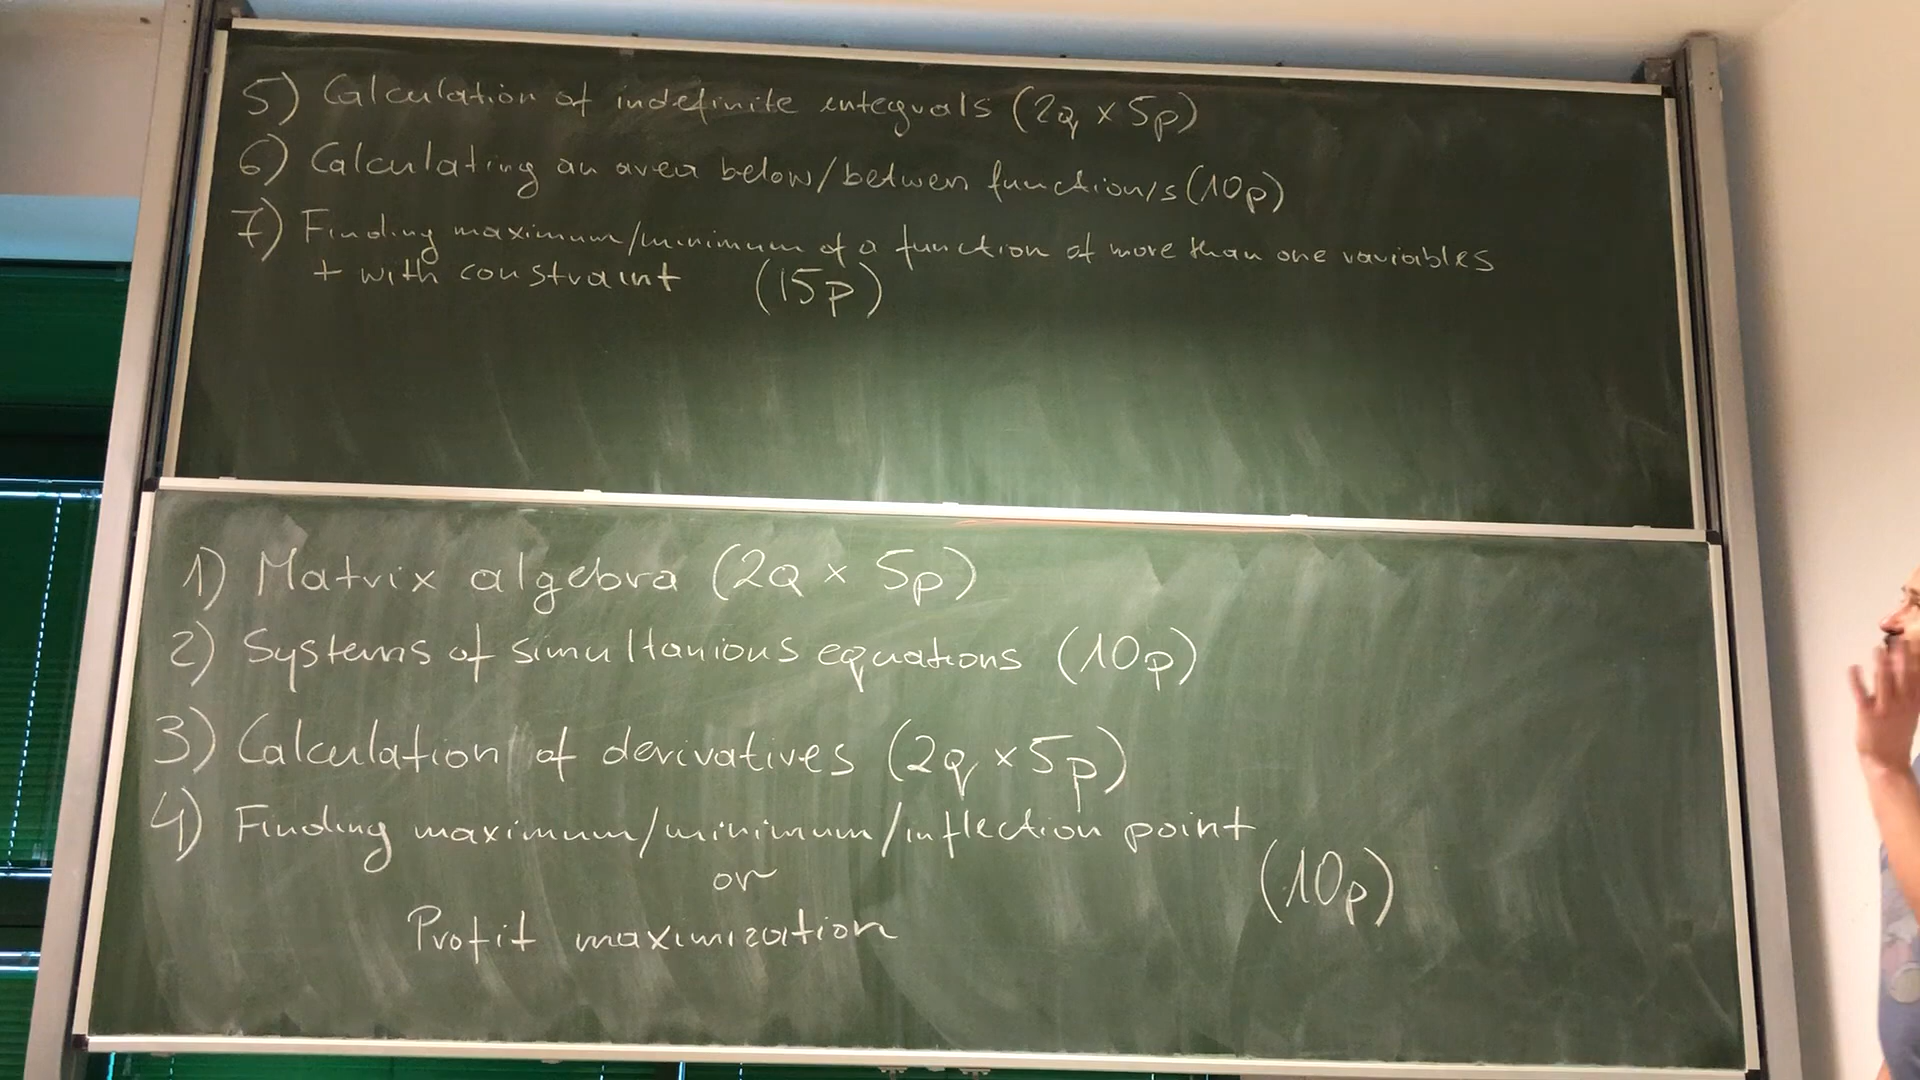 5) Calculation of indefinite integuals (2q x 5p)
6) Calculating an area below/betwen function/s (10p)
7) Finding maximum/minimum of a function of more than one variables
+ with constraint (15p)
1) Matrix algebra (2Q x 5p)
2) Systems of simultanious equations (10p)
3) Calculation of derivatives (2q x 5p)
4) Finding maximum/minimum/inflection point
or
(10p)
Profit maximization